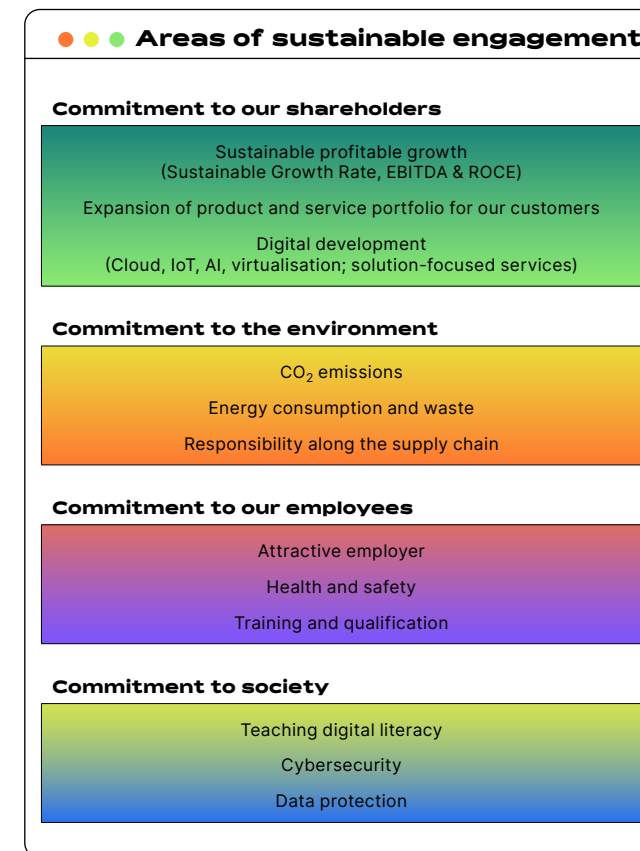 Areas of sustainable engagement
Commitment to our shareholders
Sustainable profitable growth
(Sustainable Growth Rate, EBITDA & ROCE)
Expansion of product and service portfolio for our customers
Digital development
(Cloud, IoT, AI, virtualisation; solution-focused services)
Commitment to the environment
CO₂ emissions
Energy consumption and waste
Responsibility along the supply chain
Commitment to our employees
Attractive employer
Health and safety
Training and qualification
Commitment to society
Teaching digital literacy
Cybersecurity
Data protection